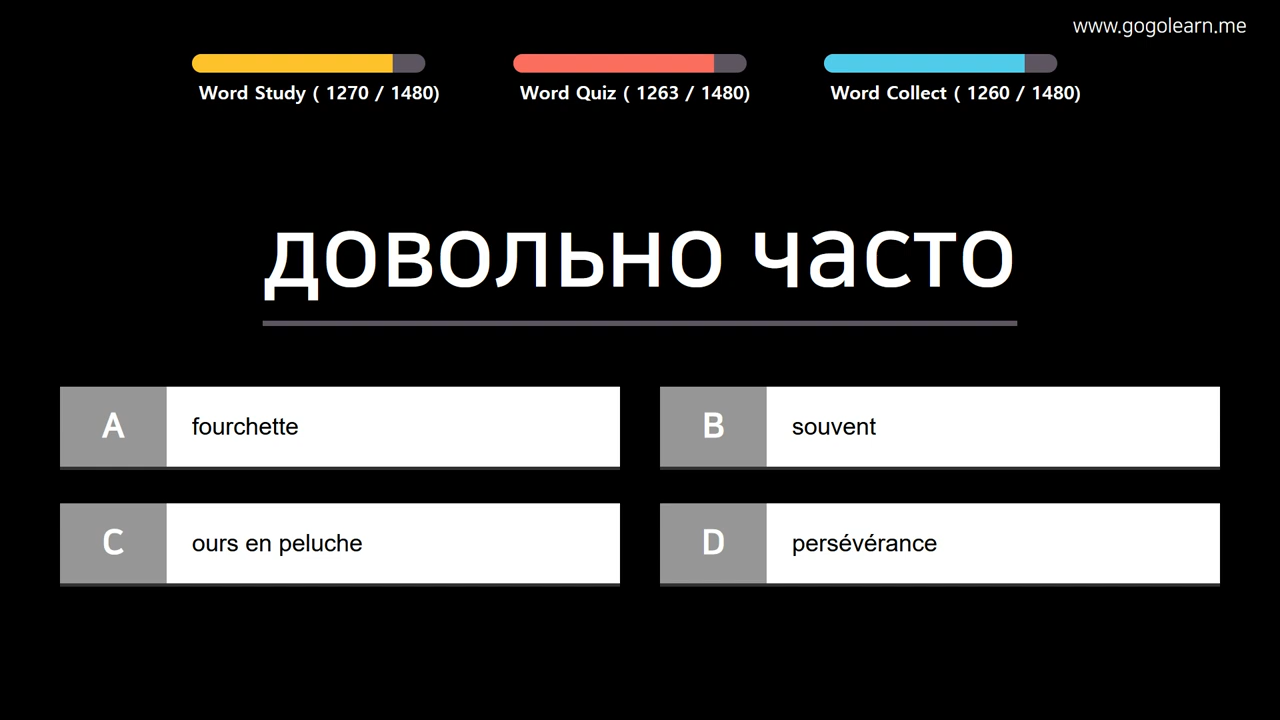 www.gogolearn.me
Word Study ( 1270 / 1480)
Word Quiz ( 1263 / 1480)
Word Collect ( 1260 / 1480)
довольно часто
A fourchette
B souvent
C ours en peluche
D persévérance